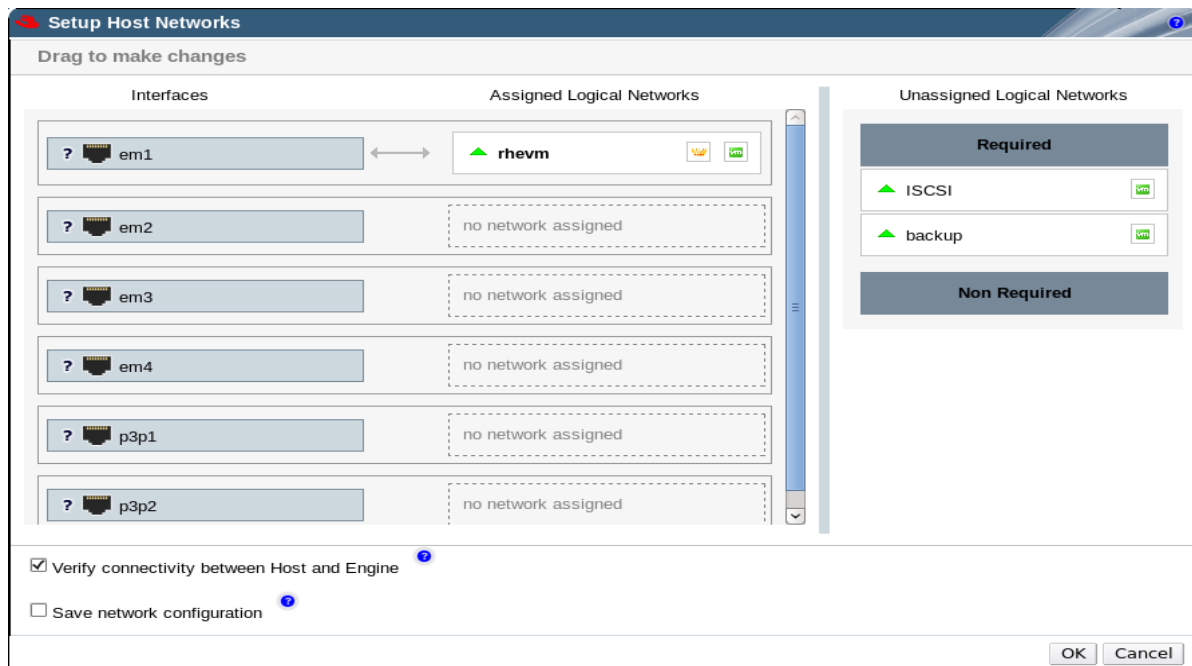 Setup Host Networks
?
Drag to make changes
Interfaces
Assigned Logical Networks
? em1
rhevm vm
? em2
no network assigned
? em3
no network assigned
? em4
no network assigned
? p3p1
no network assigned
? p3p2
no network assigned
Unassigned Logical Networks
Required
ISCSI vm
backup vm
Non Required
Verify connectivity between Host and Engine ?
Save network configuration ?
OK Cancel